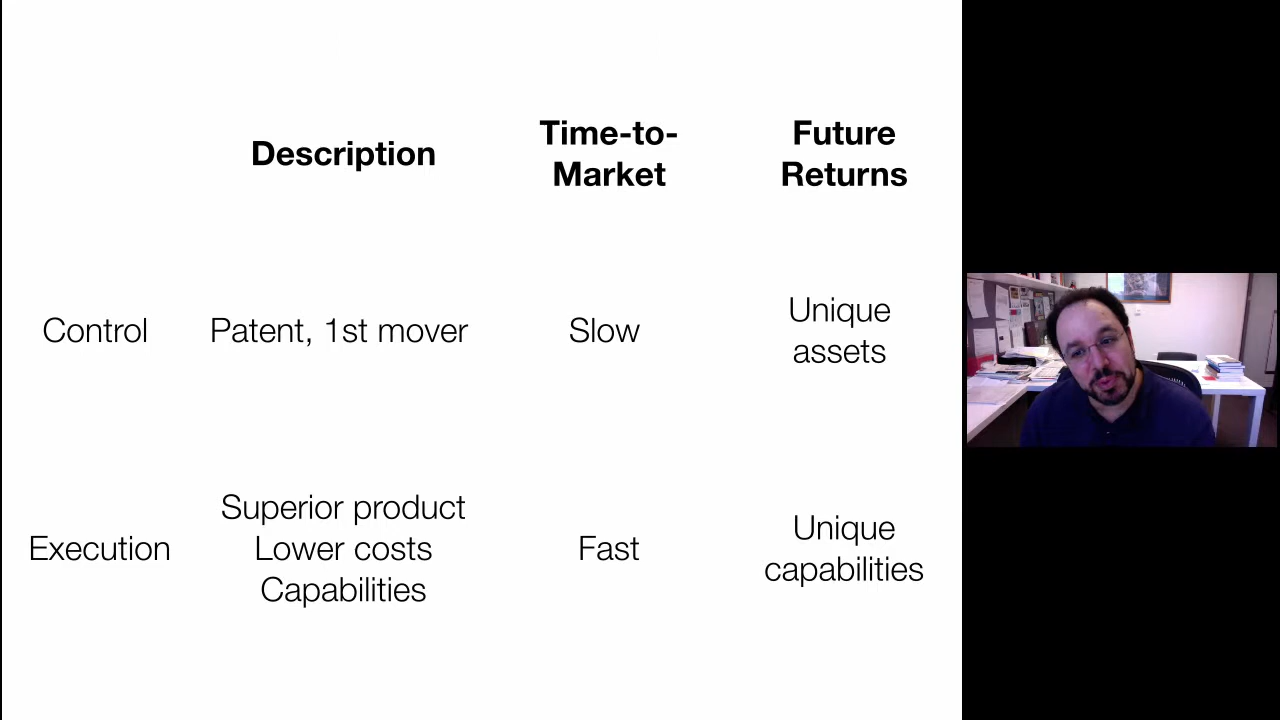 Description
Time-to-
Market
Future
Returns
Control
Patent, 1st mover
Slow
Unique
assets
Execution
Superior product
Lower costs
Capabilities
Fast
Unique
capabilities